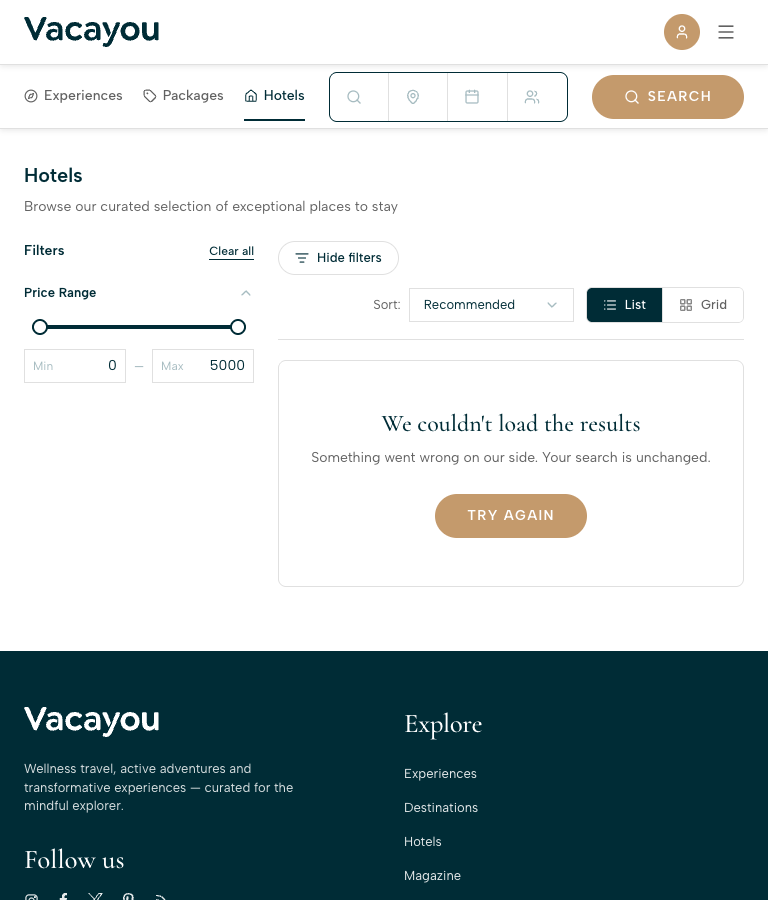 Vacayou
Experiences
Packages
Hotels
SEARCH
Hotels
Browse our curated selection of exceptional places to stay
Filters
Clear all
Hide filters
Price Range
Sort:
Recommended
List
Grid
Min
0
—
Max
5000
We couldn't load the results
Something went wrong on our side. Your search is unchanged.
TRY AGAIN
Vacayou
Wellness travel, active adventures and
transformative experiences — curated for the
mindful explorer.
Follow us
Explore
Experiences
Destinations
Hotels
Magazine